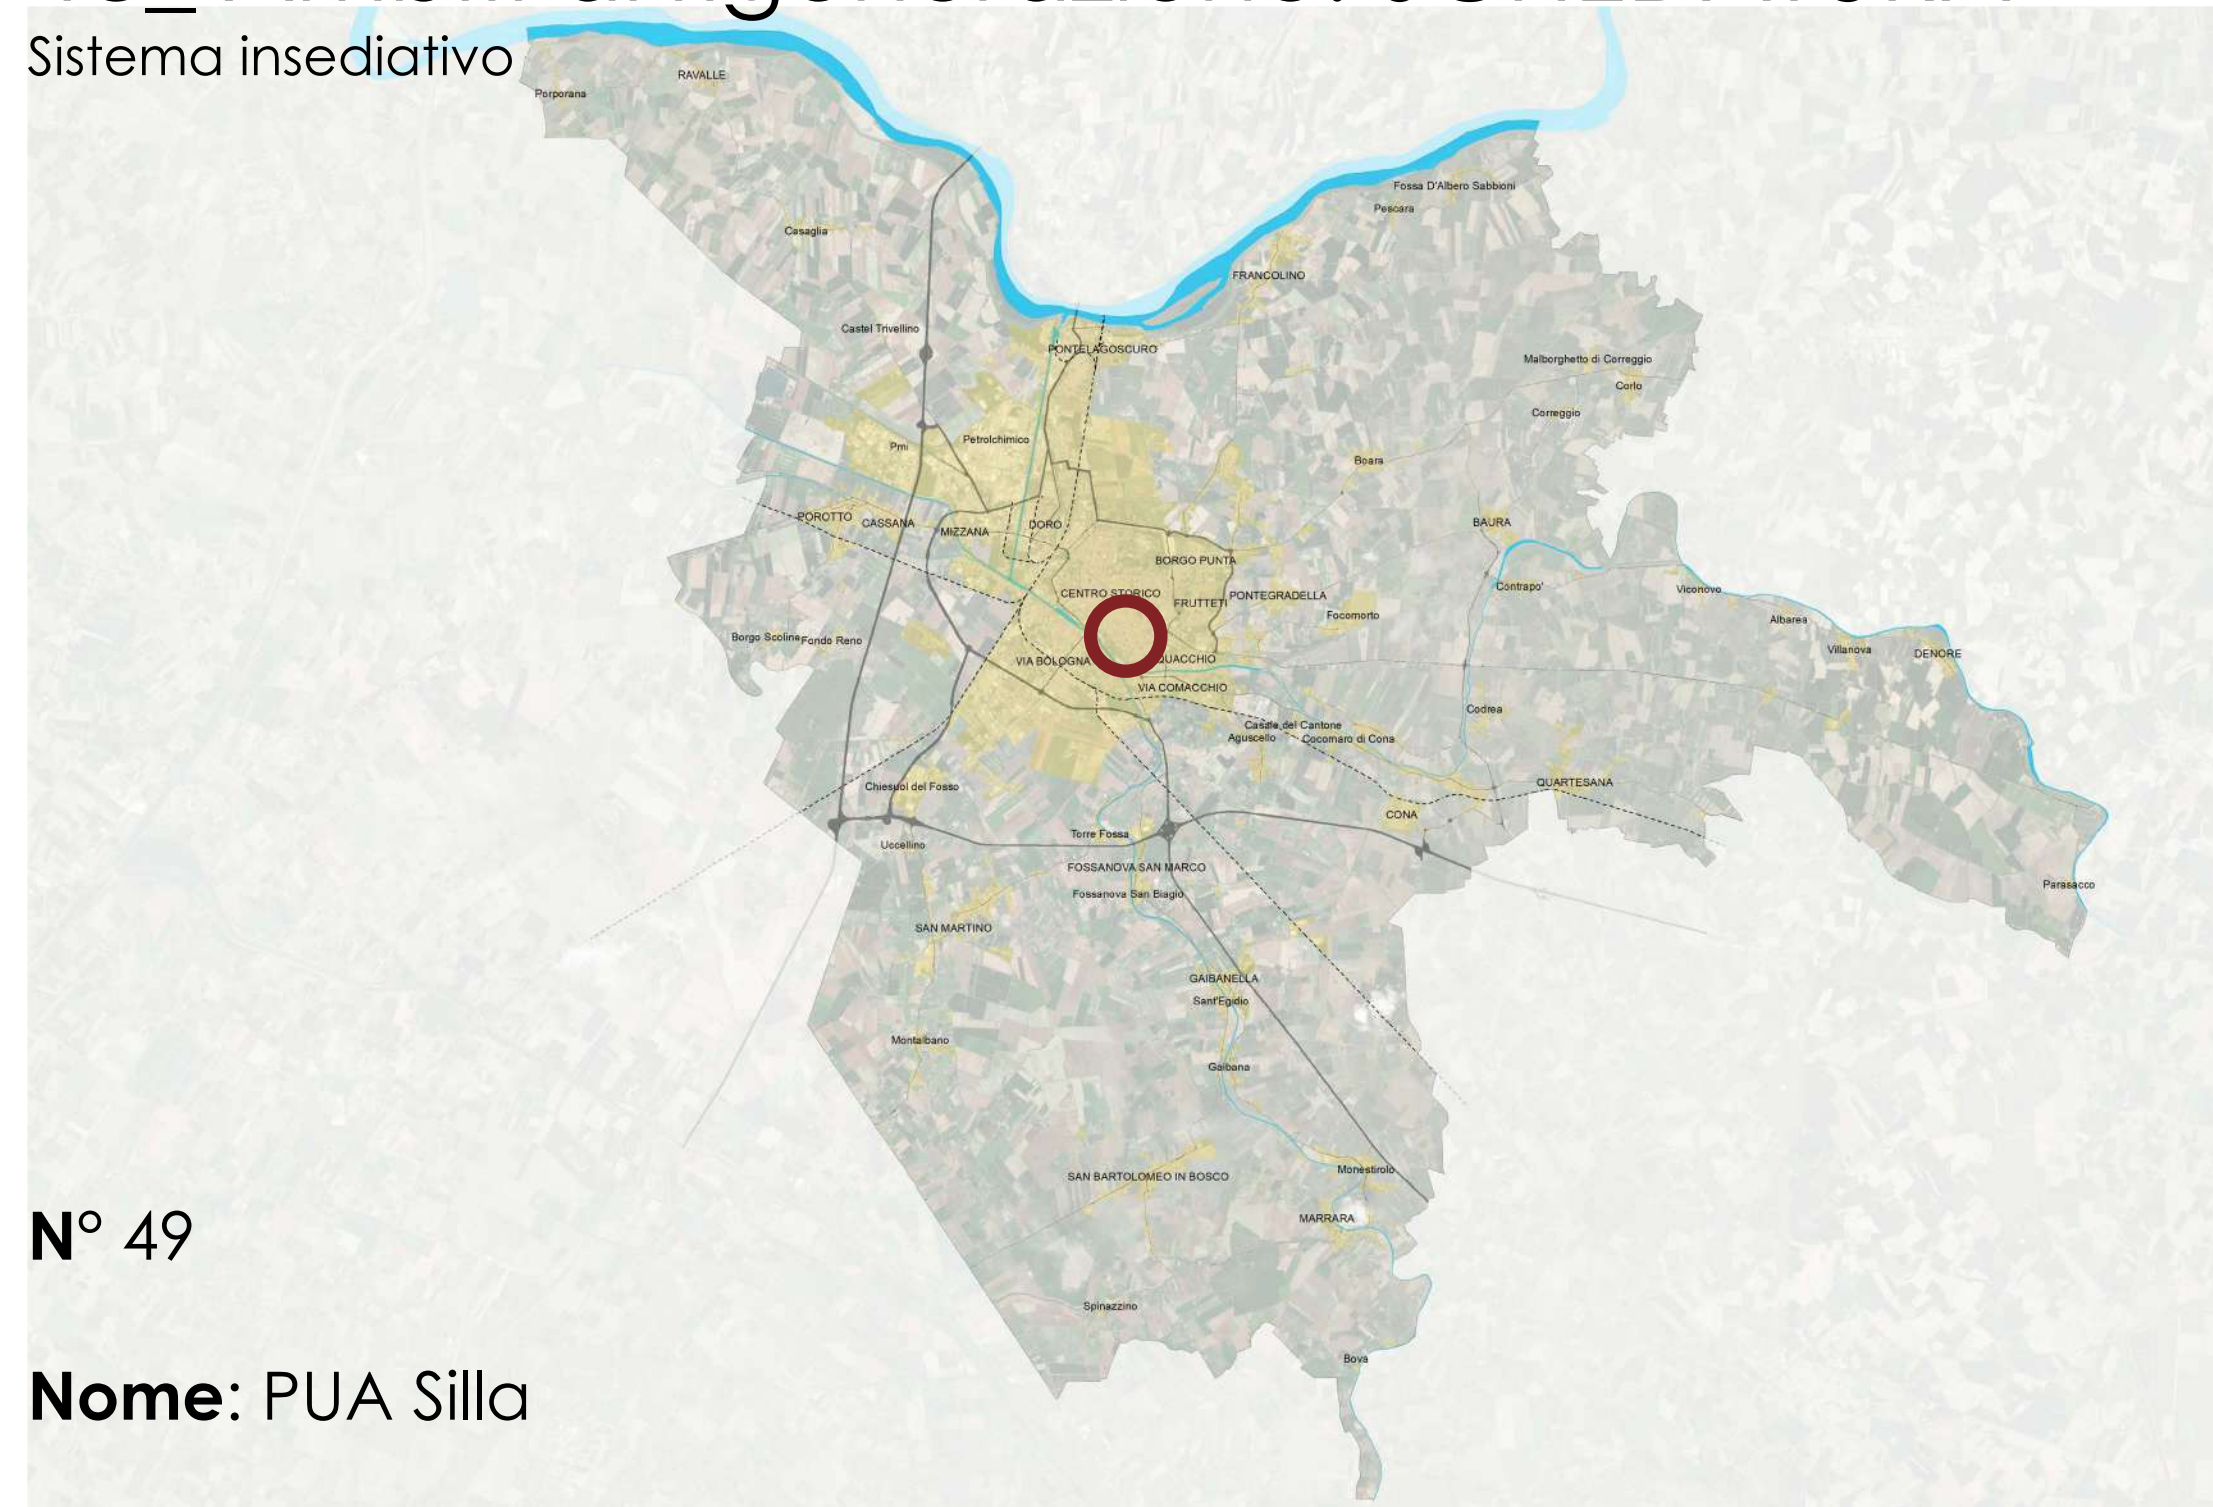 Sistema insediativo
RAVALLE
Porporana
Fossa D'Albero Sabbioni
Pescara
Casaglia
FRANCOLINO
Castel Trivellino
PONTELAGOSCURO
Malborghetto di Correggio
Corlo
Correggio
Petrolchimico
Pmi
Boara
POROTTO
CASSANA
MIZZANA
DORO
BAURA
BORGO PUNTA
CENTRO STORICO
FRUTTETI
PONTEGRADELLA
Focomorto
Contrapo'
Viconovo
Albarea
Borgo Scoline
Fondo Reno
Villanova
DENORE
VIA BOLOGNA
QUACCHIO
VIA COMACCHIO
Codrea
Casale del Cantone
Aguscello
Cocomaro di Cona
Chiesuol del Fosso
QUARTESANA
CONA
Torre Fossa
Uccellino
FOSSANOVA SAN MARCO
Fossanova San Biagio
Parasacco
SAN MARTINO
GAIBANELLA
Sant'Egidio
Montalbano
Gaibana
SAN BARTOLOMEO IN BOSCO
Monestirolo
MARRARA
N° 49
Spinazzino
Bova
Nome: PUA Silla